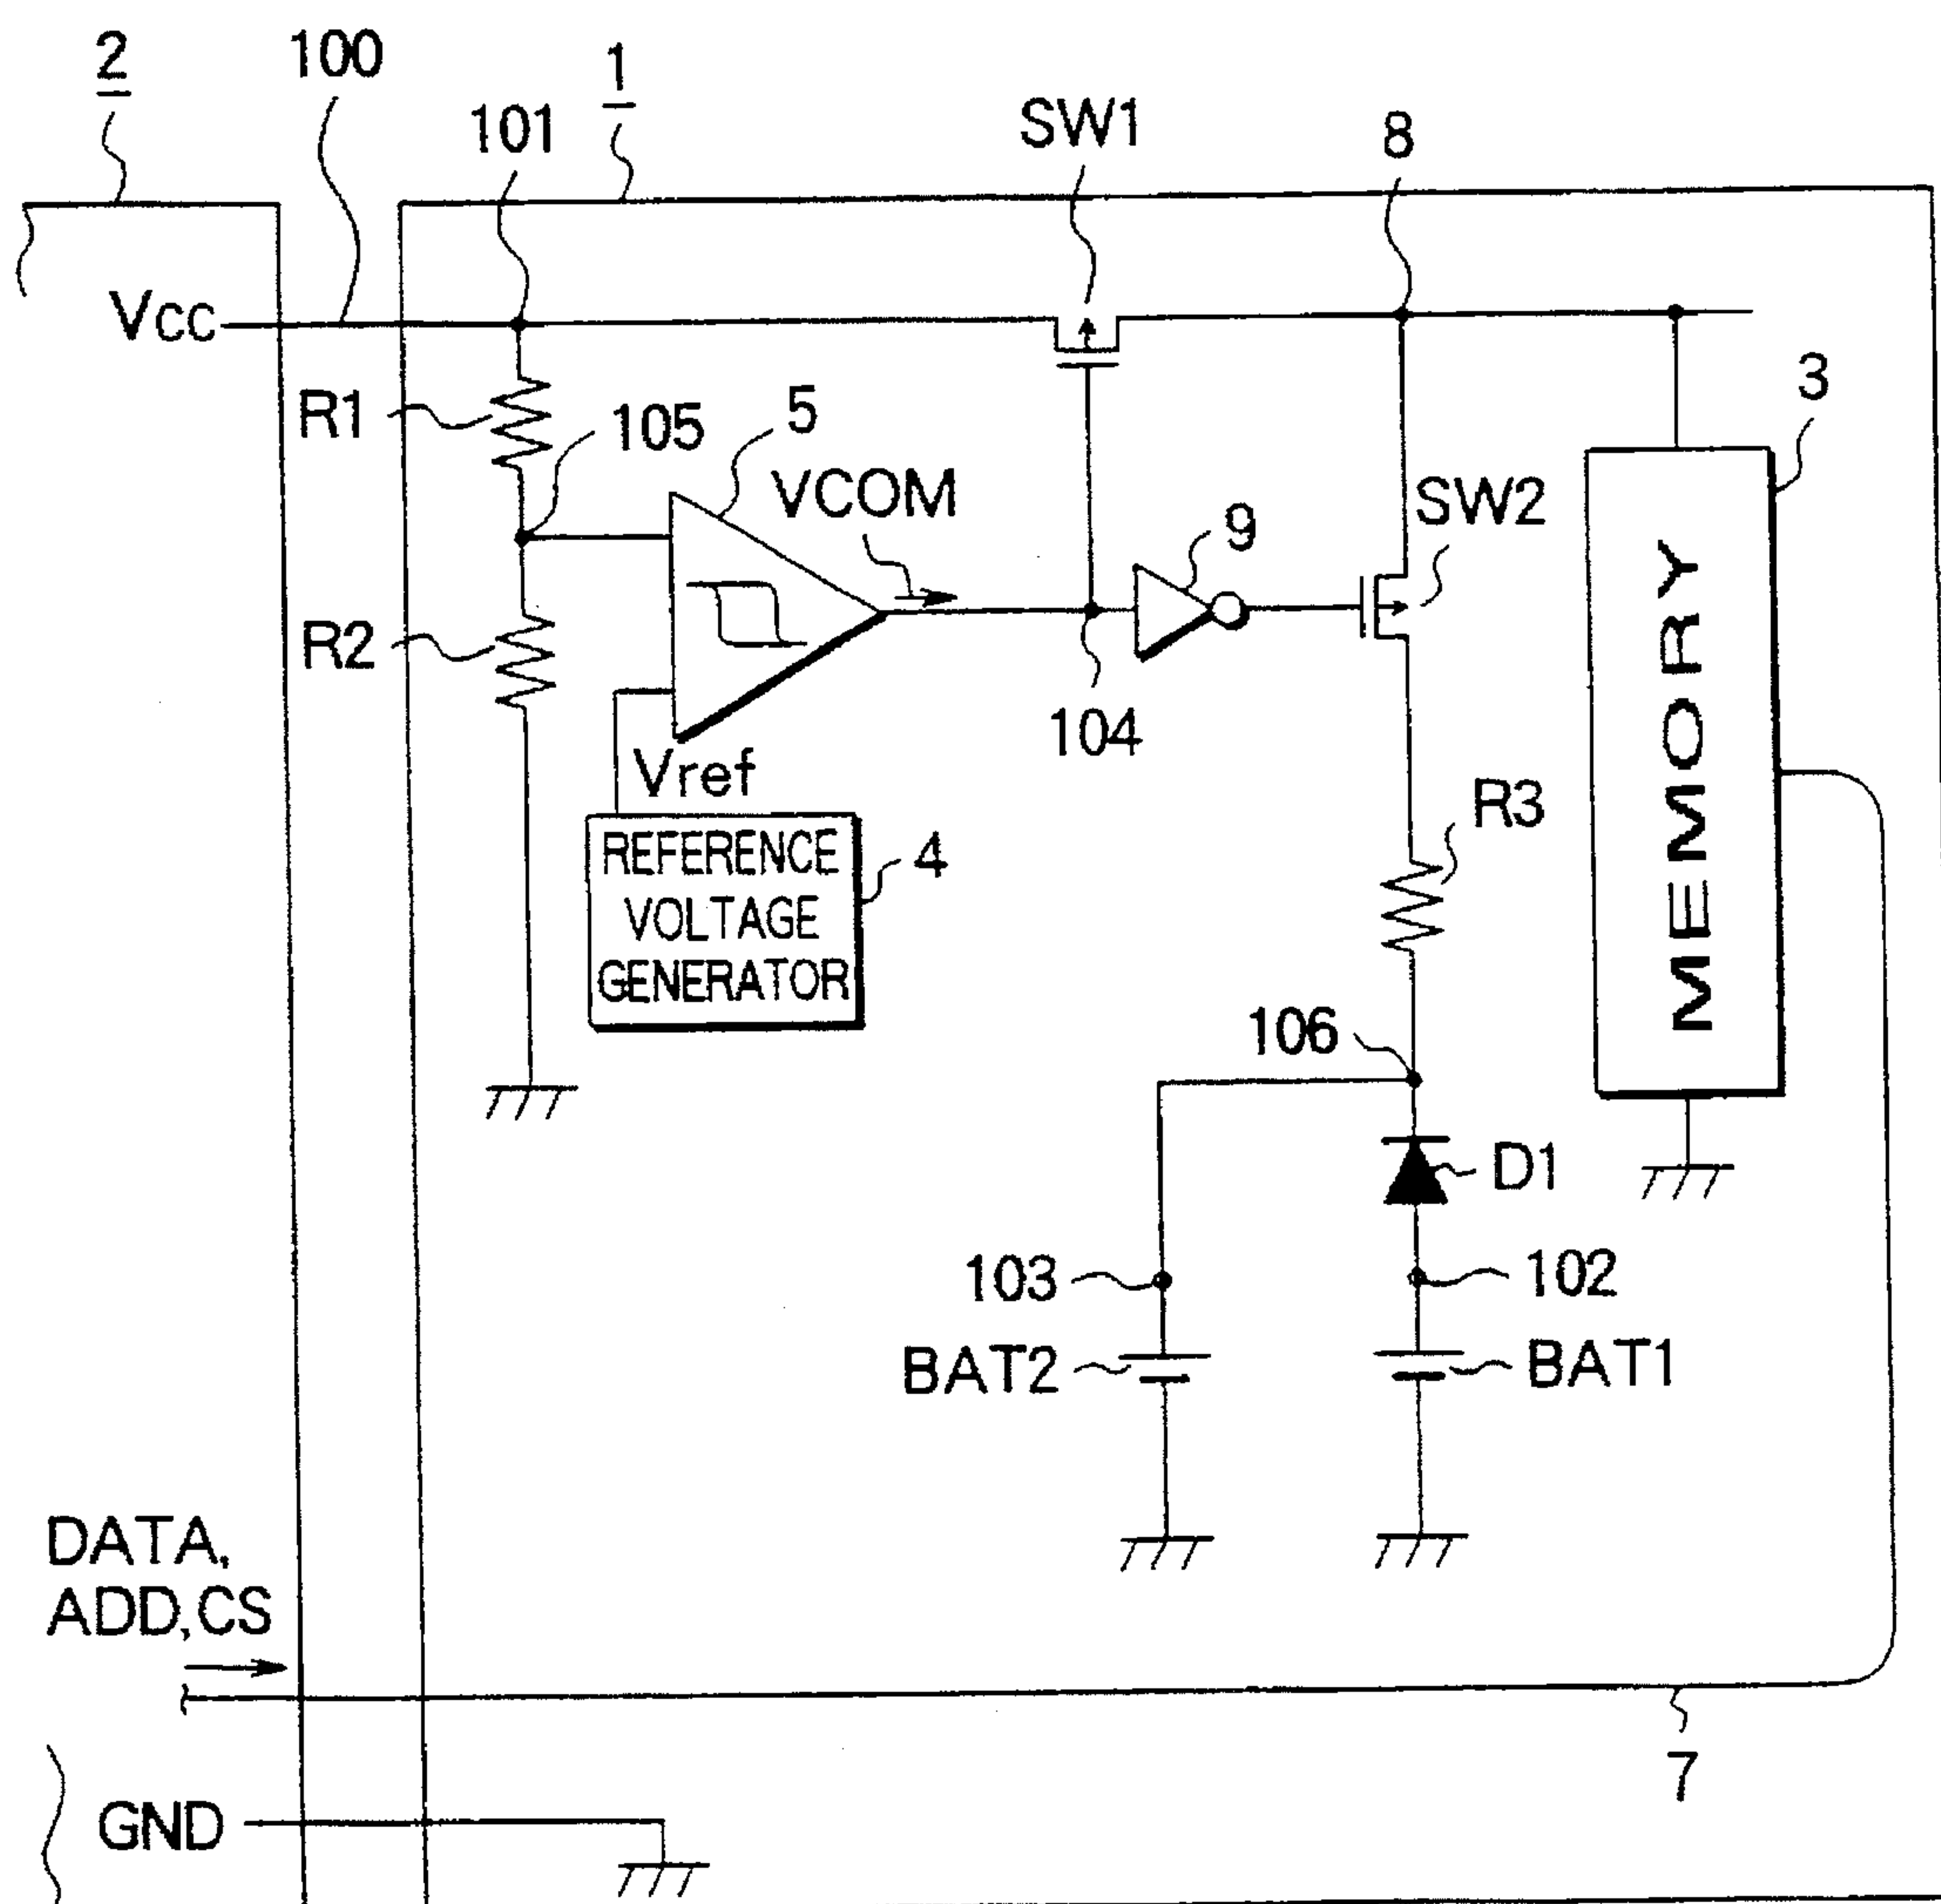 2
100
101
1
SW1
8
Vcc
R1
105
5
VCOM
9
SW2
3
R2
104
Vref
R3
REFERENCE
VOLTAGE
GENERATOR
4
MEMORY
106
D1
103
102
BAT2
BAT1
DATA,
ADD,CS
7
GND